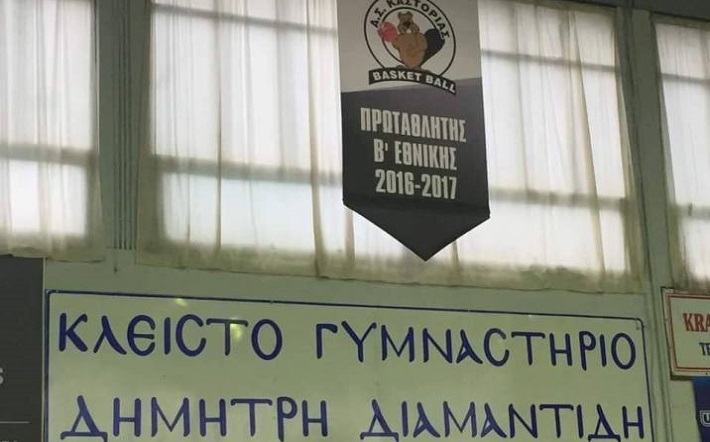 Α.Σ. ΚΑΣΤΟΡΙΑΣ
BASKET BALL
ΠΡΩΤΑΘΛΗΤΗΣ
Β' ΕΘΝΙΚΗΣ
2016-2017
ΚΛΕΙΣΤΟ ΓΥΜΝΑΣΤΗΡΙΟ
ΔΗΜΗΤΡΗ ΔΙΑΜΑΝΤΙΔΗ